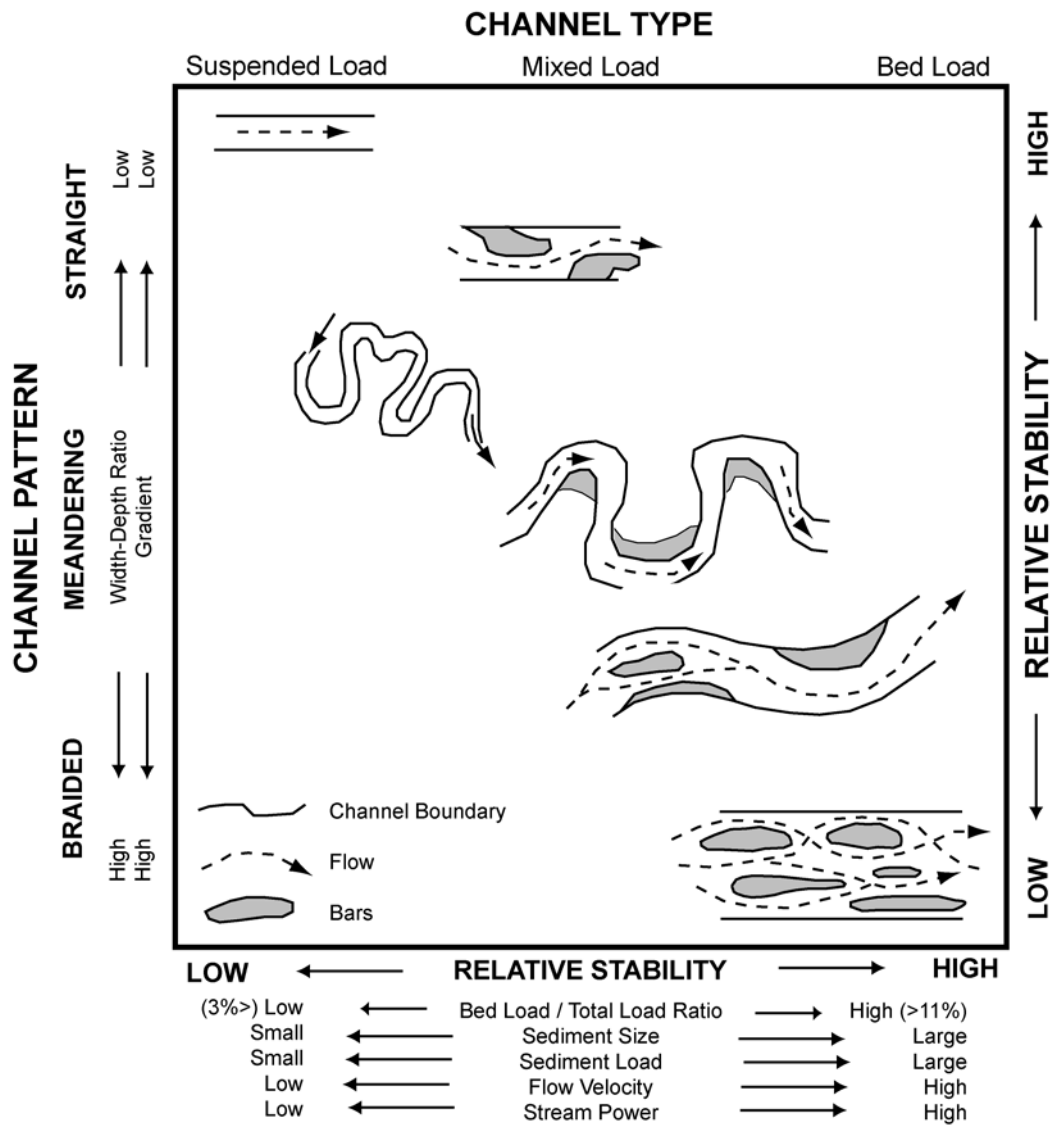 CHANNEL TYPE
Suspended Load Mixed Load Bed Load
CHANNEL PATTERN
STRAIGHT
MEANDERING
BRAIDED
Low
Low
Width-Depth Ratio
Gradient
High
High
HIGH
RELATIVE STABILITY
LOW
Channel Boundary
Flow
Bars
LOW RELATIVE STABILITY HIGH
(3%>) Low Bed Load / Total Load Ratio High (>11%)
Small Sediment Size Large
Small Sediment Load Large
Low Flow Velocity High
Low Stream Power High